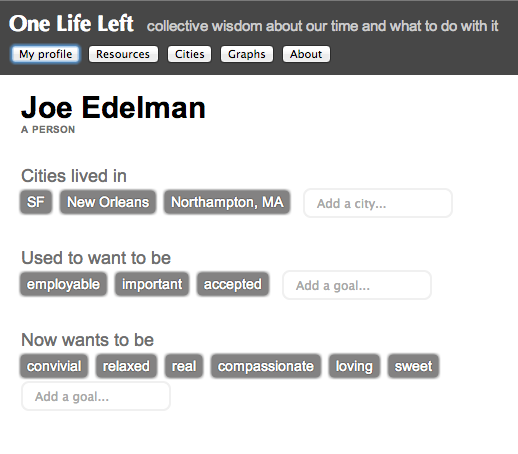 One Life Left collective wisdom about our time and what to do with it
My profile Resources Cities Graphs About
Joe Edelman
A PERSON
Cities lived in
SF New Orleans Northampton, MA Add a city...
Used to want to be
employable important accepted Add a goal...
Now wants to be
convivial relaxed real compassionate loving sweet
Add a goal...